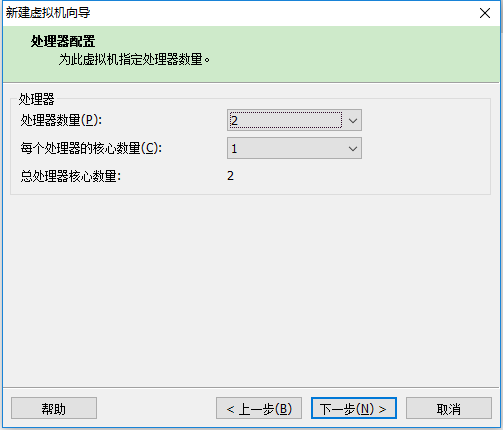 新建虚拟机向导
处理器配置
为此虚拟机指定处理器数量。
处理器
处理器数量(P): 2
每个处理器的核心数量(C): 1
总处理器核心数量: 2
帮助 < 上一步(B) 下一步(N) > 取消